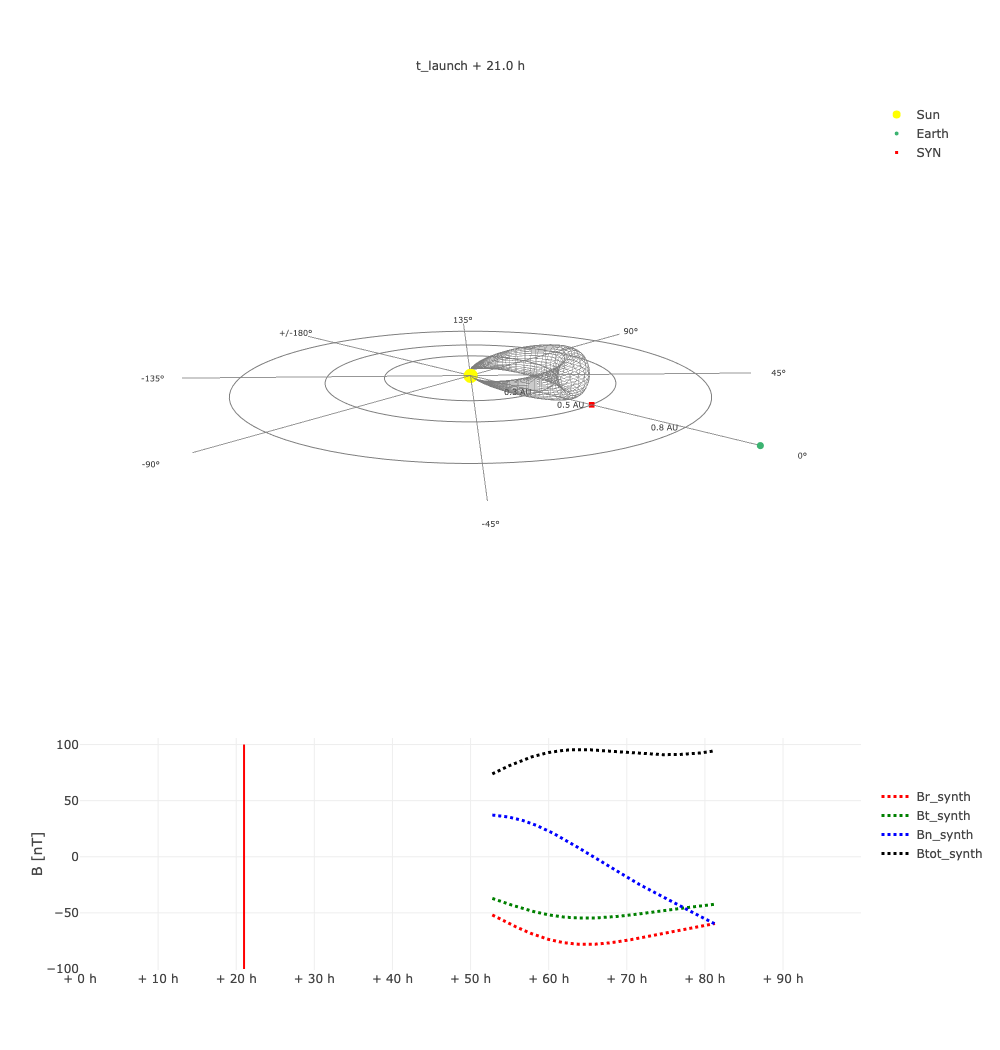 t_launch + 21.0 h
Sun
Earth
SYN
135°
+/-180°
90°
-135°
45°
0.3 AU
0.5 AU
0.8 AU
-90°
0°
-45°
B [nT]
100
50
0
−50
−100
+ 0 h
+ 10 h
+ 20 h
+ 30 h
+ 40 h
+ 50 h
+ 60 h
+ 70 h
+ 80 h
+ 90 h
Br_synth
Bt_synth
Bn_synth
Btot_synth